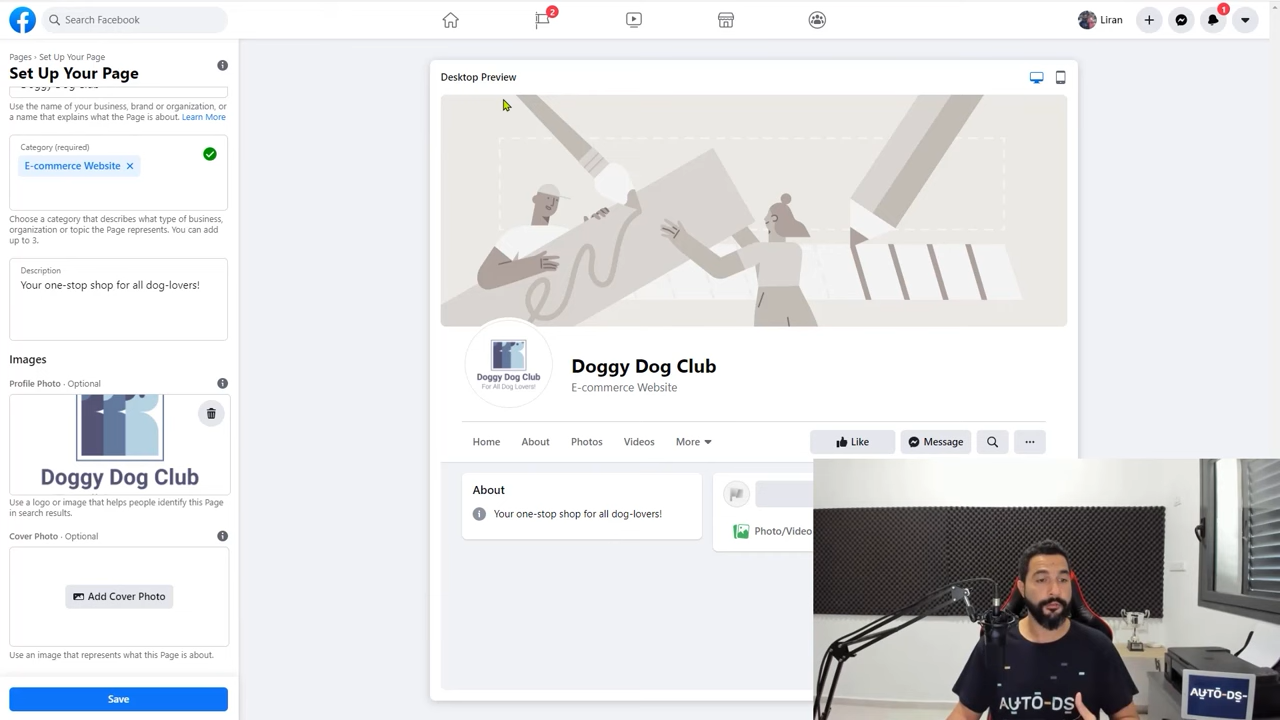 Search Facebook
2
Liran
1
Pages › Set Up Your Page
Set Up Your Page
Doggy Dog Club
Use the name of your business, brand or organization, or
a name that explains what the Page is about. Learn More
Category (required)
E-commerce Website ×
Choose a category that describes what type of business,
organization or topic the Page represents. You can add
up to 3.
Description
Your one-stop shop for all dog-lovers!
Images
Profile Photo · Optional
Doggy Dog Club
Use a logo or image that helps people identify this Page
in search results.
Cover Photo · Optional
Add Cover Photo
Use an image that represents what this Page is about.
Save
Desktop Preview
Doggy Dog Club
For All Dog Lovers!
Doggy Dog Club
E-commerce Website
Home About Photos Videos More
Like Message
About
Your one-stop shop for all dog-lovers!
Photo/Video
AUTO-DS-
AUTO-DS-